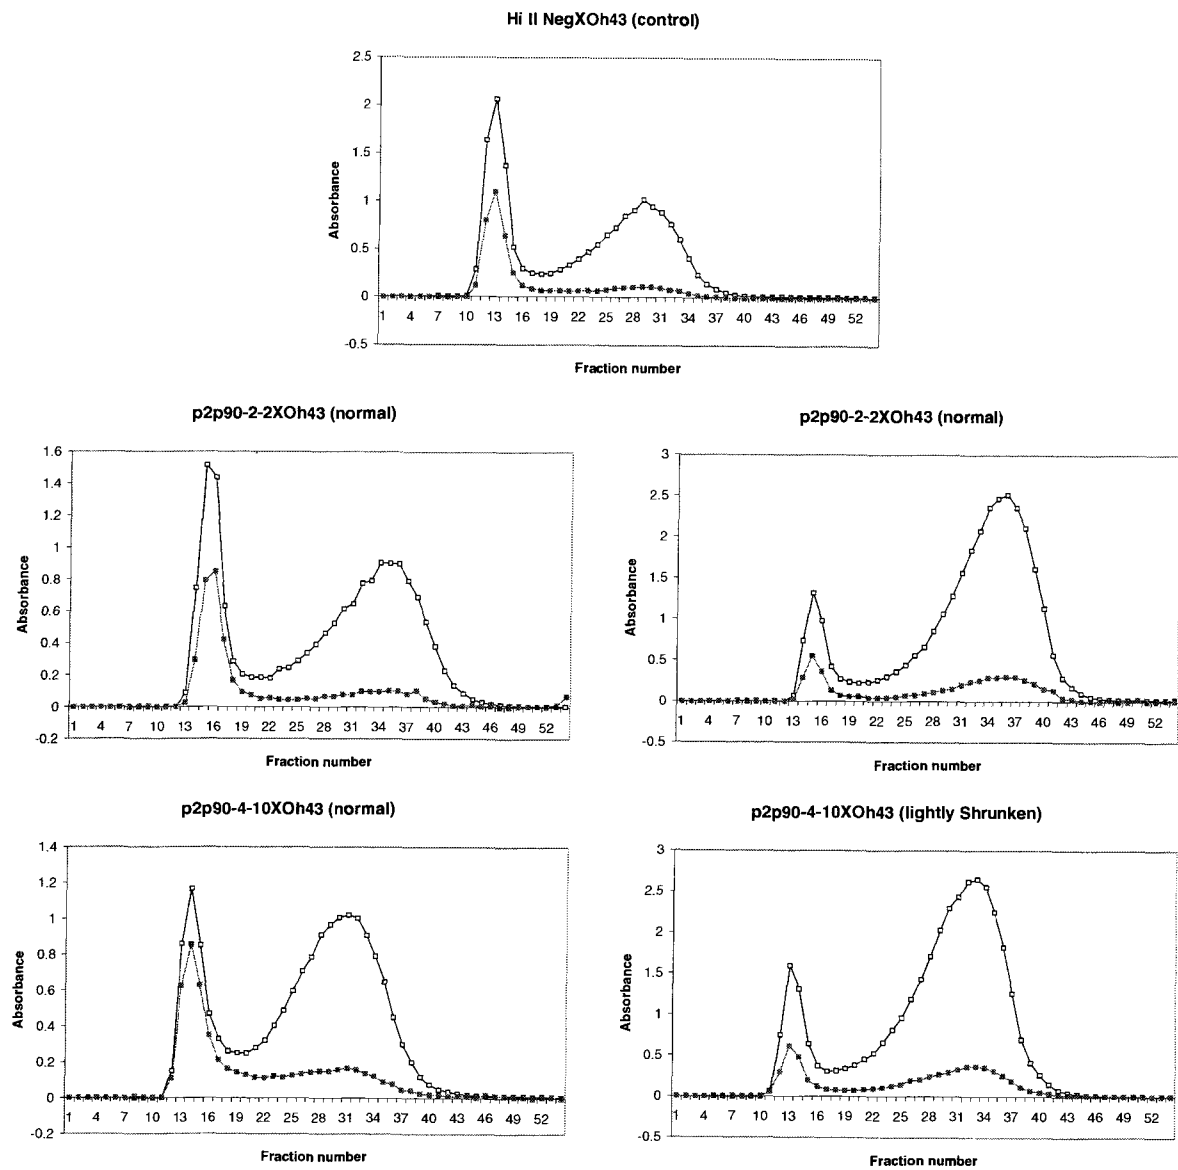 Hi II NegXOh43 (control)
2.5
2
1.5
1
0.5
0
-0.5
Absorbance
1 4 7 10 13 16 19 22 25 28 31 34 37 40 43 46 49 52
Fraction number
p2p90-2-2XOh43 (normal)
1.6
1.4
1.2
1
0.8
0.6
0.4
0.2
0
-0.2
Absorbance
1 4 7 10 13 16 19 22 25 28 31 34 37 40 43 46 49 52
Fraction number
p2p90-2-2XOh43 (normal)
3
2.5
2
1.5
1
0.5
0
-0.5
Absorbance
1 4 7 10 13 16 19 22 25 28 31 34 37 40 43 46 49 52
Fraction number
p2p90-4-10XOh43 (normal)
1.4
1.2
1
0.8
0.6
0.4
0.2
0
-0.2
Absorbance
1 4 7 10 13 16 19 22 25 28 31 34 37 40 43 46 49 52
Fraction number
p2p90-4-10XOh43 (lightly Shrunken)
3
2.5
2
1.5
1
0.5
0
-0.5
Absorbance
1 4 7 10 13 16 19 22 25 28 31 34 37 40 43 46 49 52
Fraction number